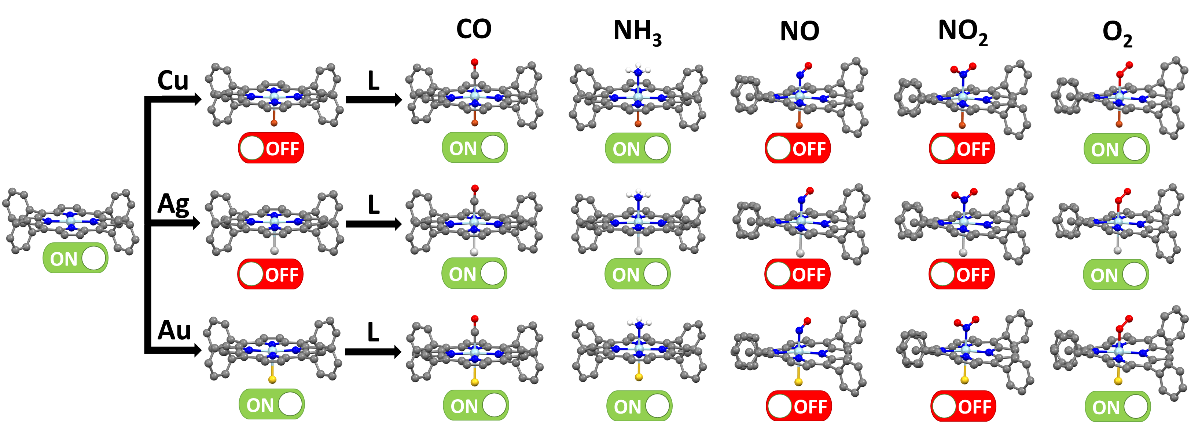 CO NH₃ NO NO₂ O₂
Cu L
OFF ON ON OFF OFF ON
Ag L
ON OFF ON ON OFF OFF ON
Au L
ON ON ON OFF OFF ON